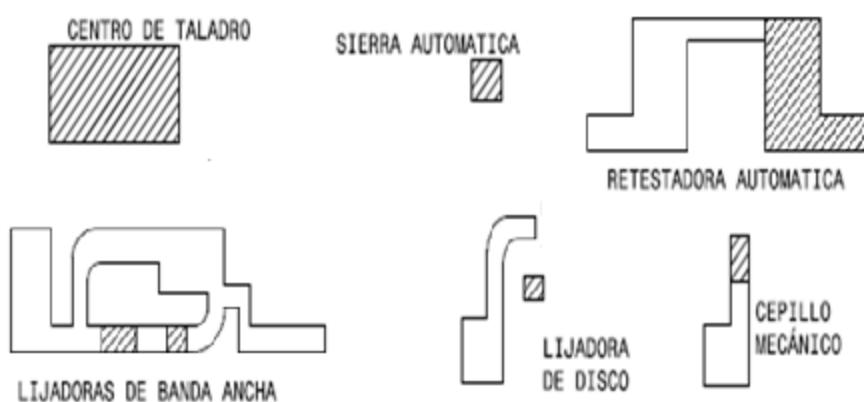 CENTRO DE TALADRO
SIERRA AUTOMATICA
RETESTADORA AUTOMATICA
LIJADORAS DE BANDA ANCHA
LIJADORA
DE DISCO
CEPILLO
MECÁNICO